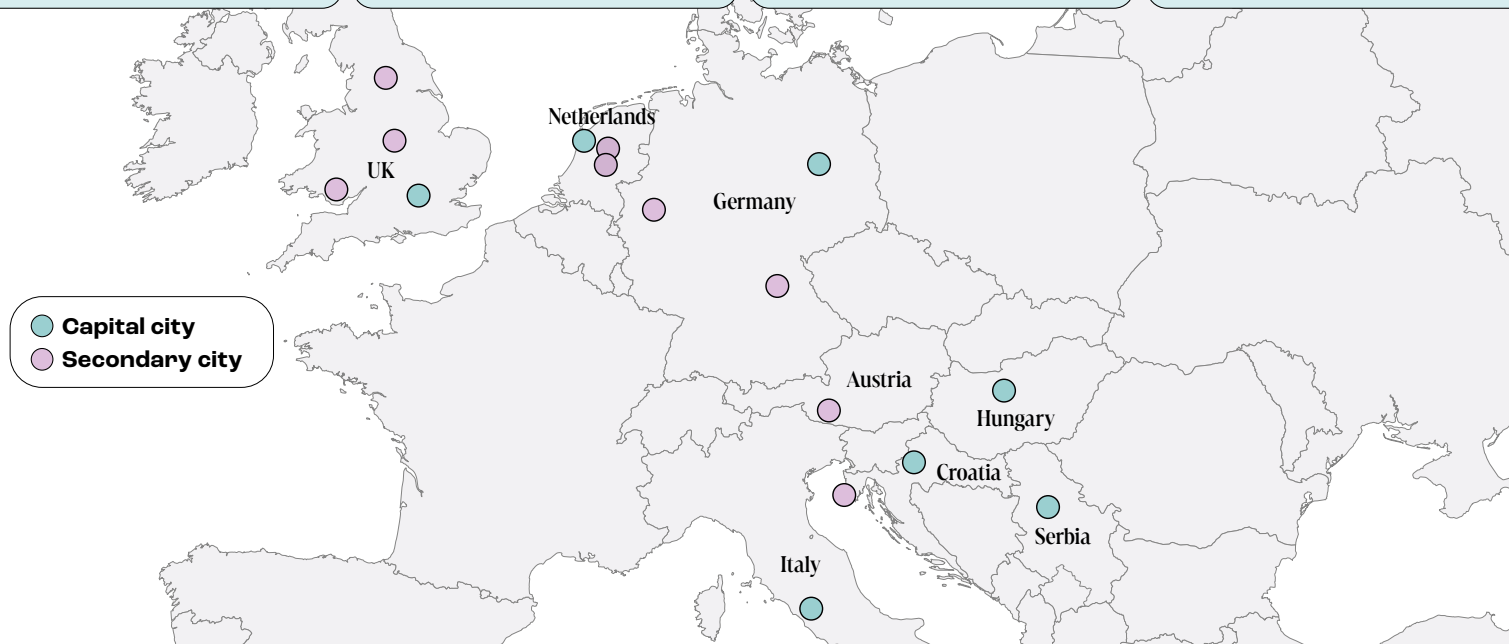 Netherlands
UK
Germany
Capital city
Secondary city
Austria
Hungary
Croatia
Serbia
Italy